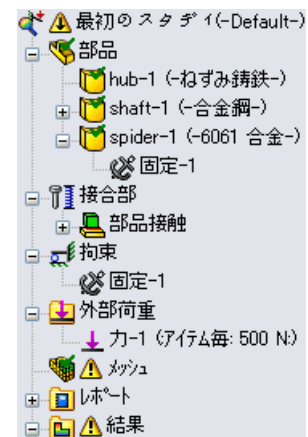 最初のスタディ(-Default-)
部品
hub-1 (-ねずみ鋳鉄-)
shaft-1 (-合金鋼-)
spider-1 (-6061 合金-)
固定-1
接合部
部品接触
拘束
固定-1
外部荷重
力-1 (アイテム毎: 500 N:)
メッシュ
レポート
結果